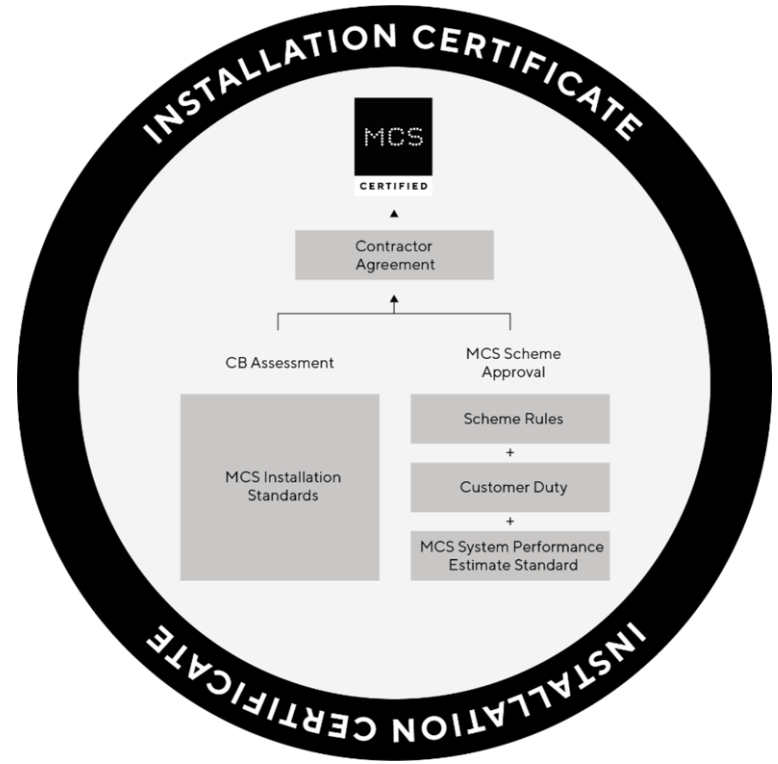 INSTALLATION CERTIFICATE
MCS
CERTIFIED
Contractor
Agreement
CB Assessment
MCS Scheme
Approval
MCS Installation
Standards
Scheme Rules
+
Customer Duty
+
MCS System Performance
Estimate Standard
INSTALLATION CERTIFICATE